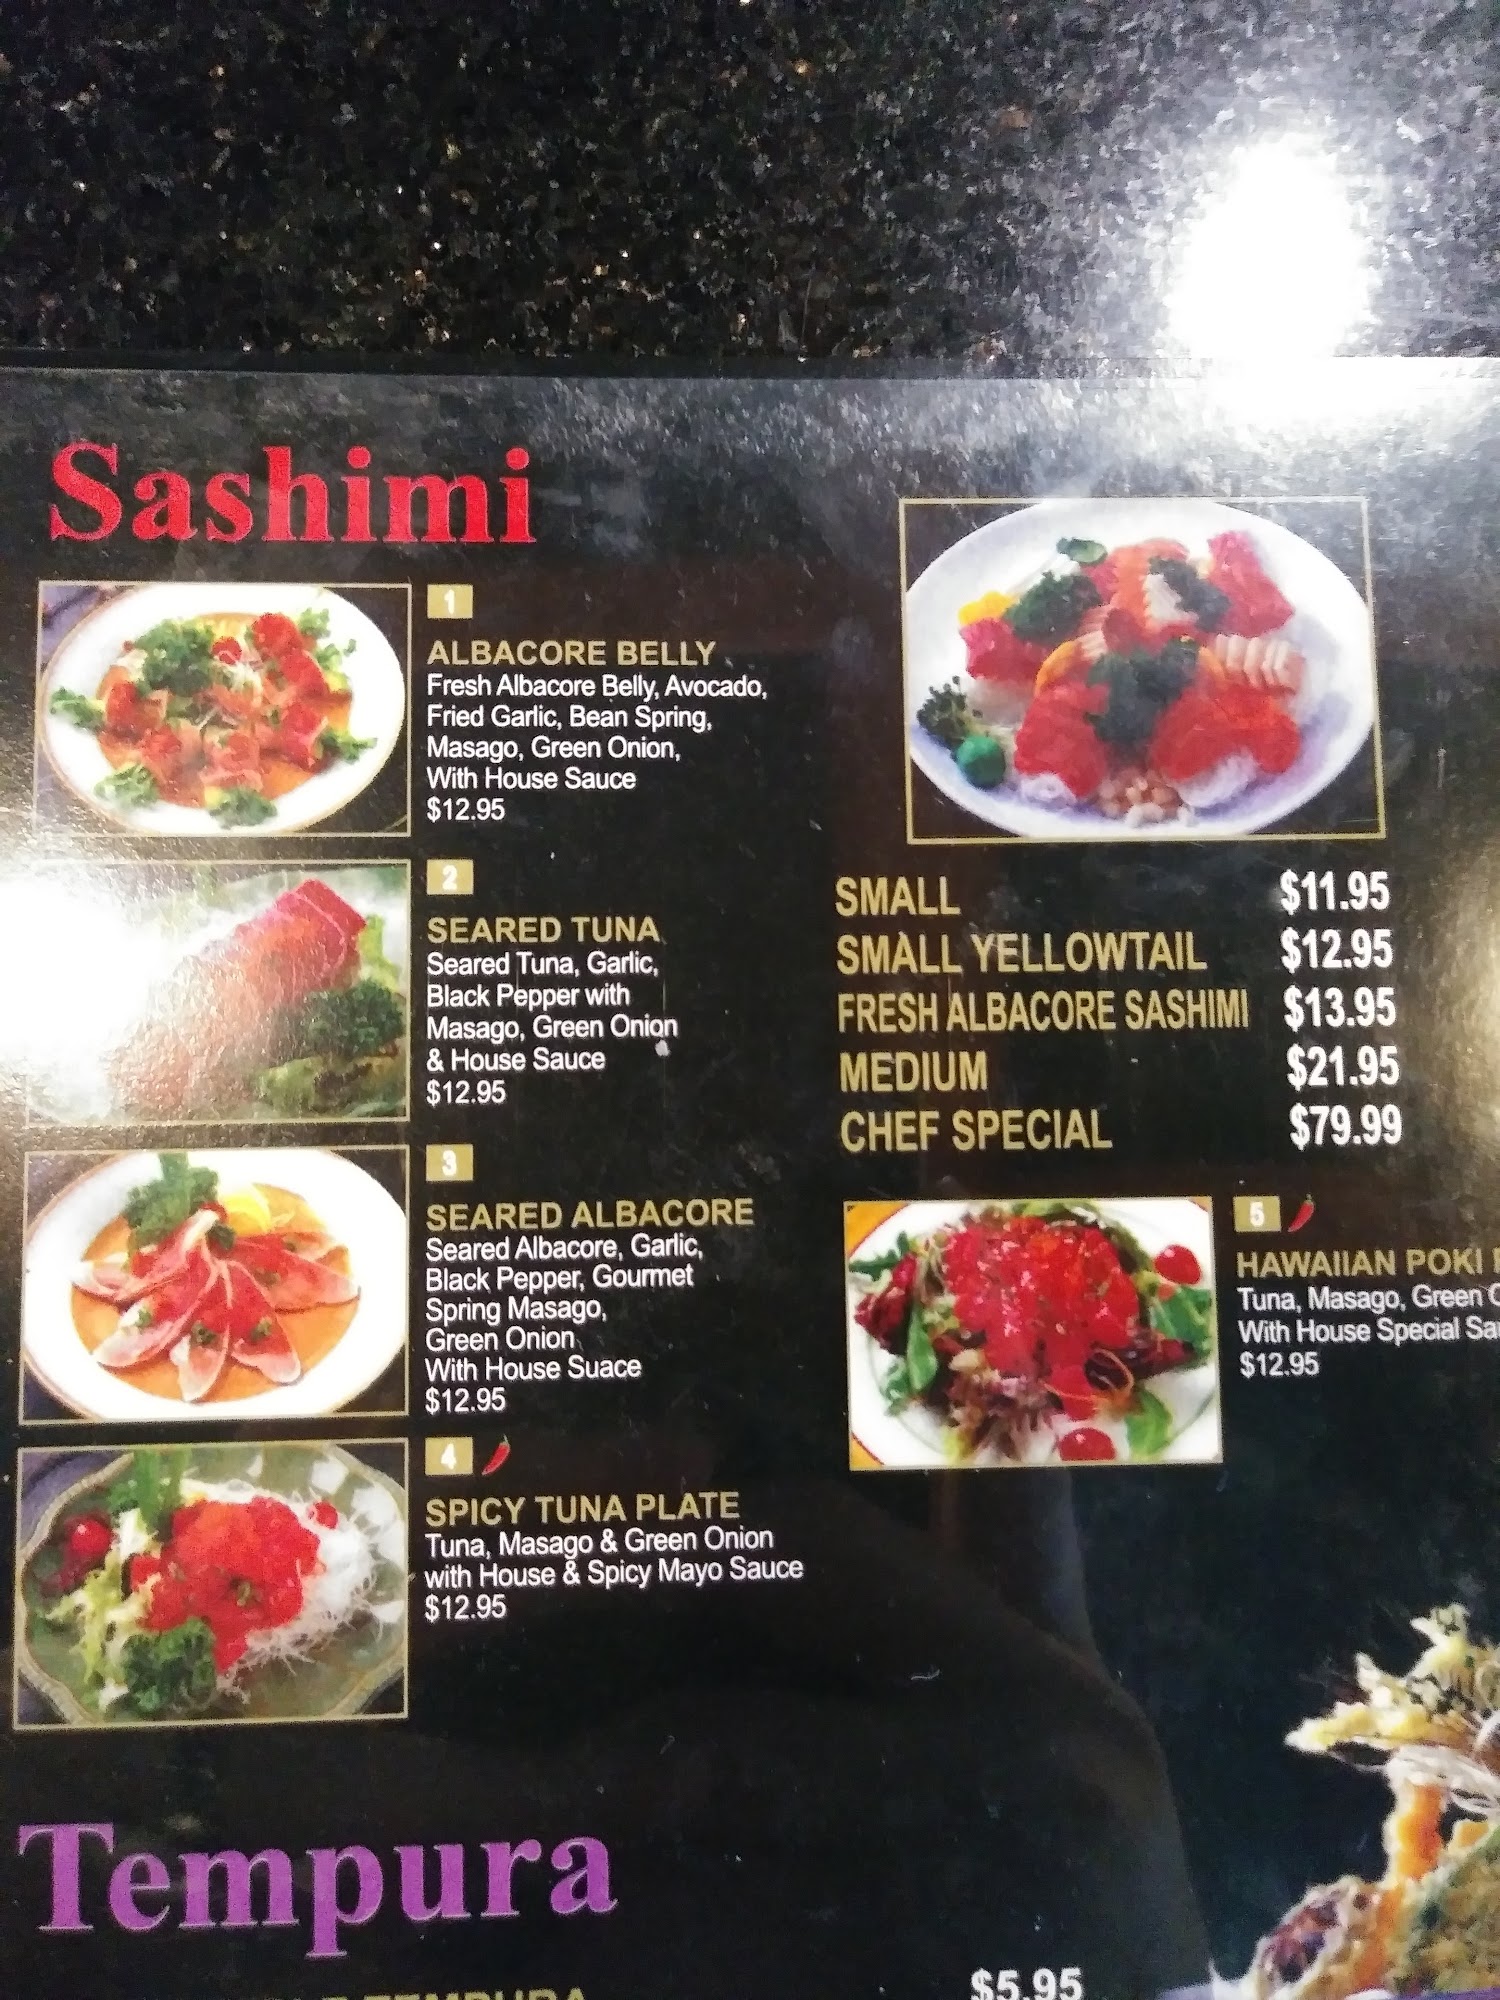 Sashimi
1
ALBACORE BELLY
Fresh Albacore Belly, Avocado,
Fried Garlic, Bean Spring,
Masago, Green Onion,
With House Sauce
$12.95
2
SEARED TUNA
Seared Tuna, Garlic,
Black Pepper with
Masago, Green Onion
& House Sauce
$12.95
3
SEARED ALBACORE
Seared Albacore, Garlic,
Black Pepper, Gourmet
Spring Masago,
Green Onion
With House Suace
$12.95
4
SPICY TUNA PLATE
Tuna, Masago & Green Onion
with House & Spicy Mayo Sauce
$12.95
SMALL $11.95
SMALL YELLOWTAIL $12.95
FRESH ALBACORE SASHIMI $13.95
MEDIUM $21.95
CHEF SPECIAL $79.99
5
HAWAIIAN POKI
Tuna, Masago, Green
With House Special
$12.95
Tempura
TEMPURA $5.95